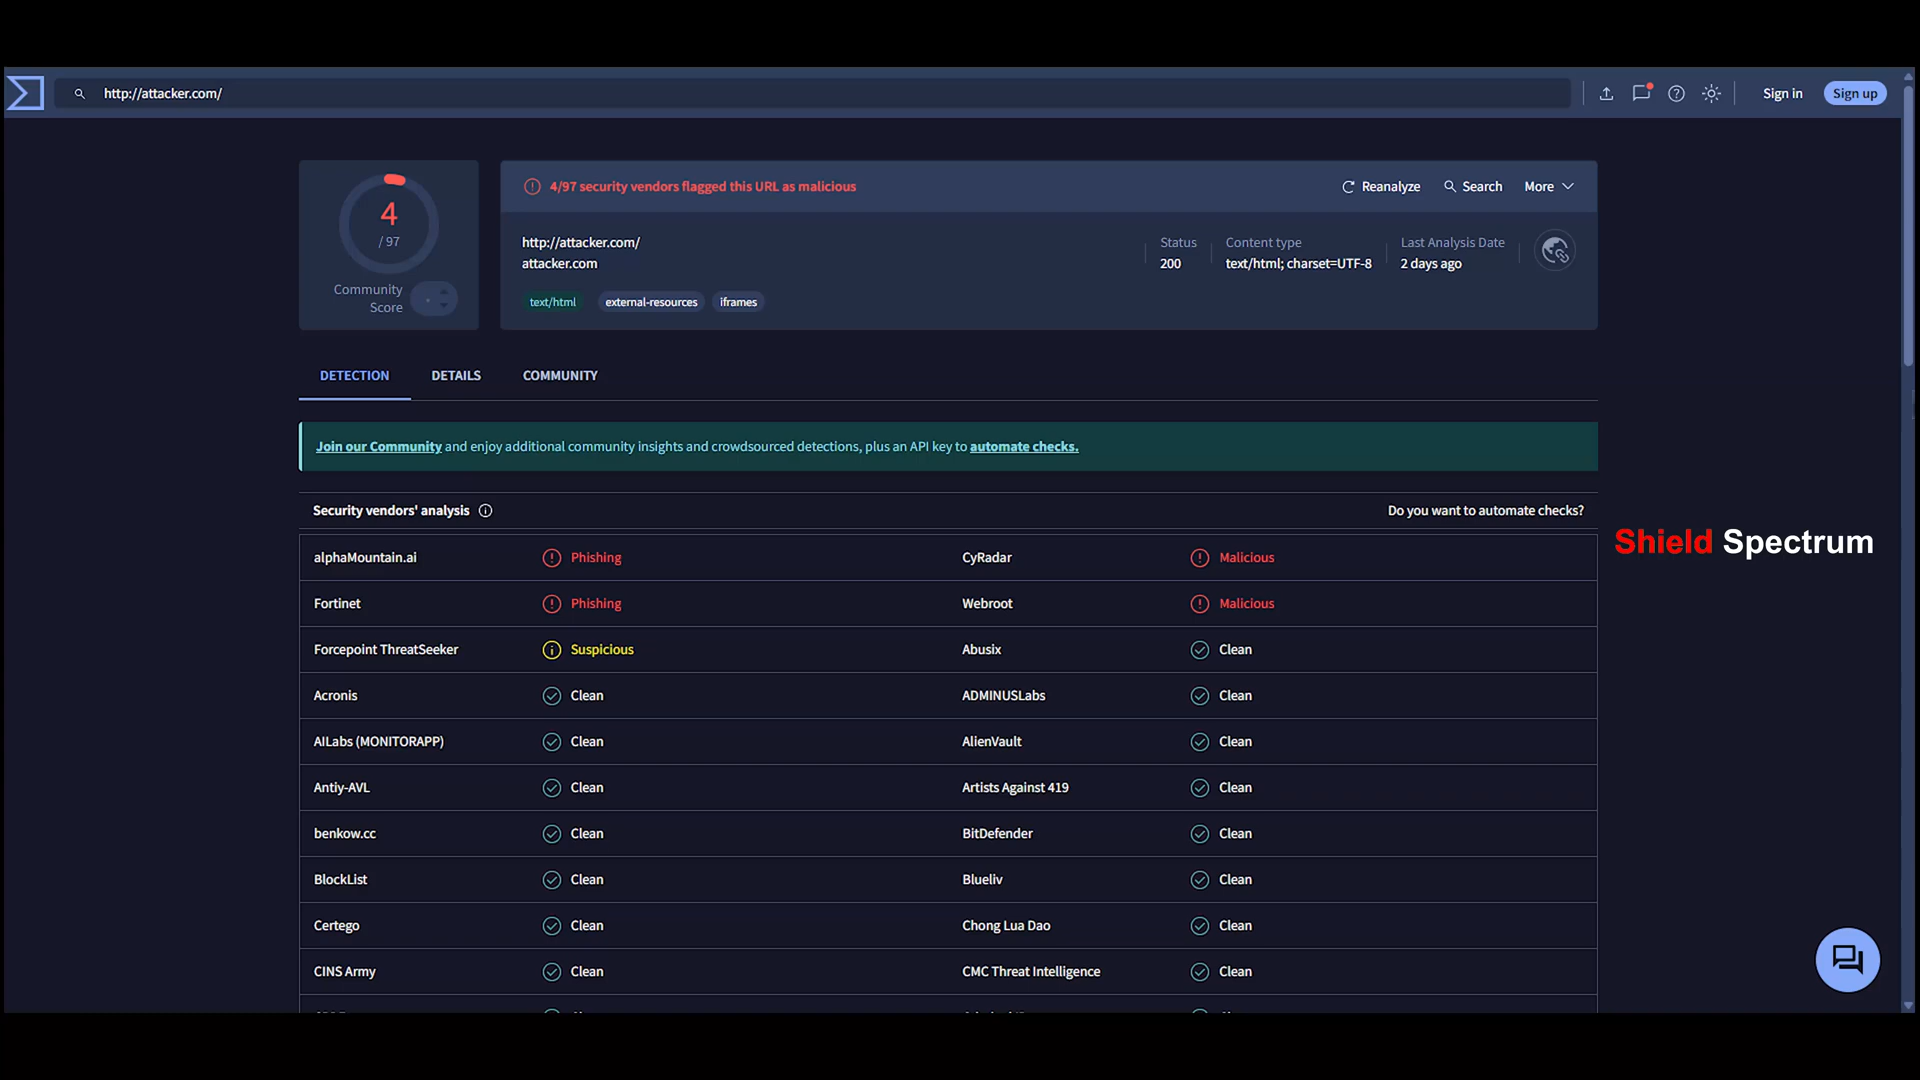 http://attacker.com/
Sign in
Sign up
4
/ 97
Community
Score
4/97 security vendors flagged this URL as malicious
Reanalyze
Search
More
http://attacker.com/
attacker.com
Status
200
Content type
text/html; charset=UTF-8
Last Analysis Date
2 days ago
text/html
external-resources
iframes
DETECTION
DETAILS
COMMUNITY
Join our Community and enjoy additional community insights and crowdsourced detections, plus an API key to automate checks.
Security vendors' analysis
Do you want to automate checks?
Shield Spectrum
alphaMountain.ai Phishing CyRadar Malicious
Fortinet Phishing Webroot Malicious
Forcepoint ThreatSeeker Suspicious Abusix Clean
Acronis Clean ADMINUSLabs Clean
AILabs (MONITORAPP) Clean AlienVault Clean
Antiy-AVL Clean Artists Against 419 Clean
benkow.cc Clean BitDefender Clean
BlockList Clean Blueliv Clean
Certego Clean Chong Lua Dao Clean
CINS Army Clean CMC Threat Intelligence Clean